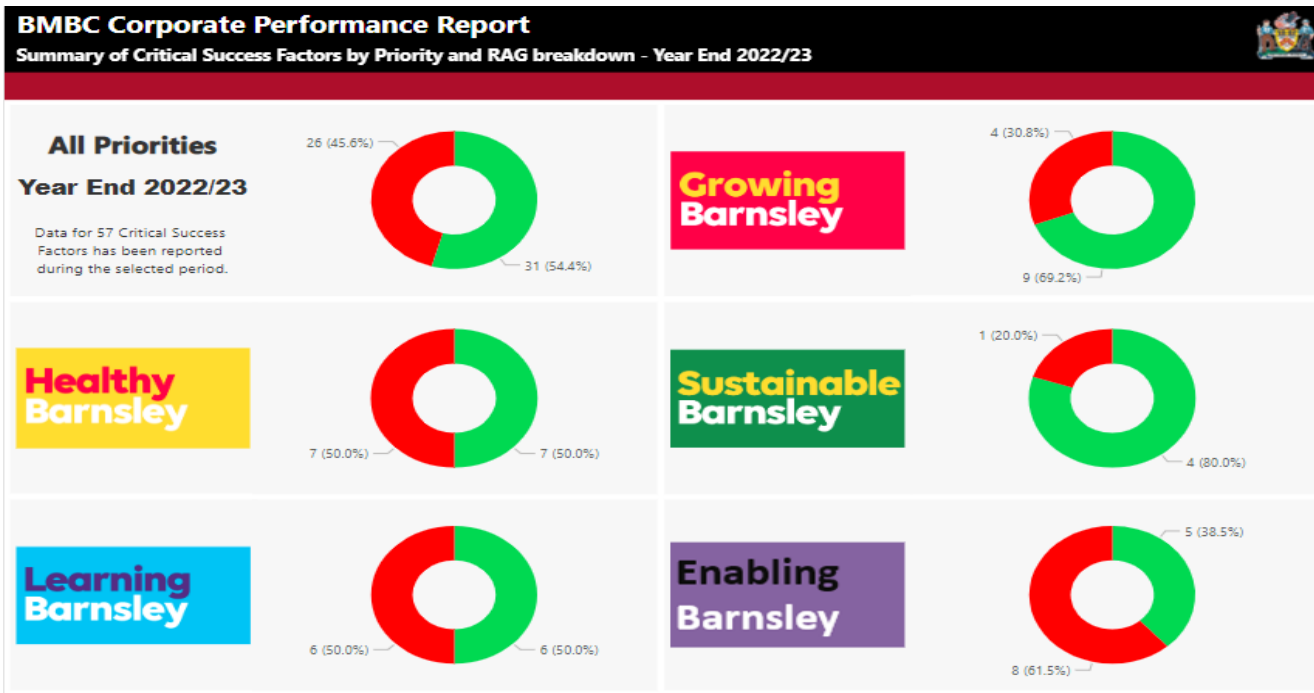 BMBC Corporate Performance Report
Summary of Critical Success Factors by Priority and RAG breakdown - Year End 2022/23
All Priorities
Year End 2022/23
Data for 57 Critical Success
Factors has been reported
during the selected period.
26 (45.6%)
31 (54.4%)
Growing
Barnsley
4 (30.8%)
9 (69.2%)
Healthy
Barnsley
7 (50.0%)
7 (50.0%)
Sustainable
Barnsley
1 (20.0%)
4 (80.0%)
Learning
Barnsley
6 (50.0%)
6 (50.0%)
Enabling
Barnsley
5 (38.5%)
8 (61.5%)